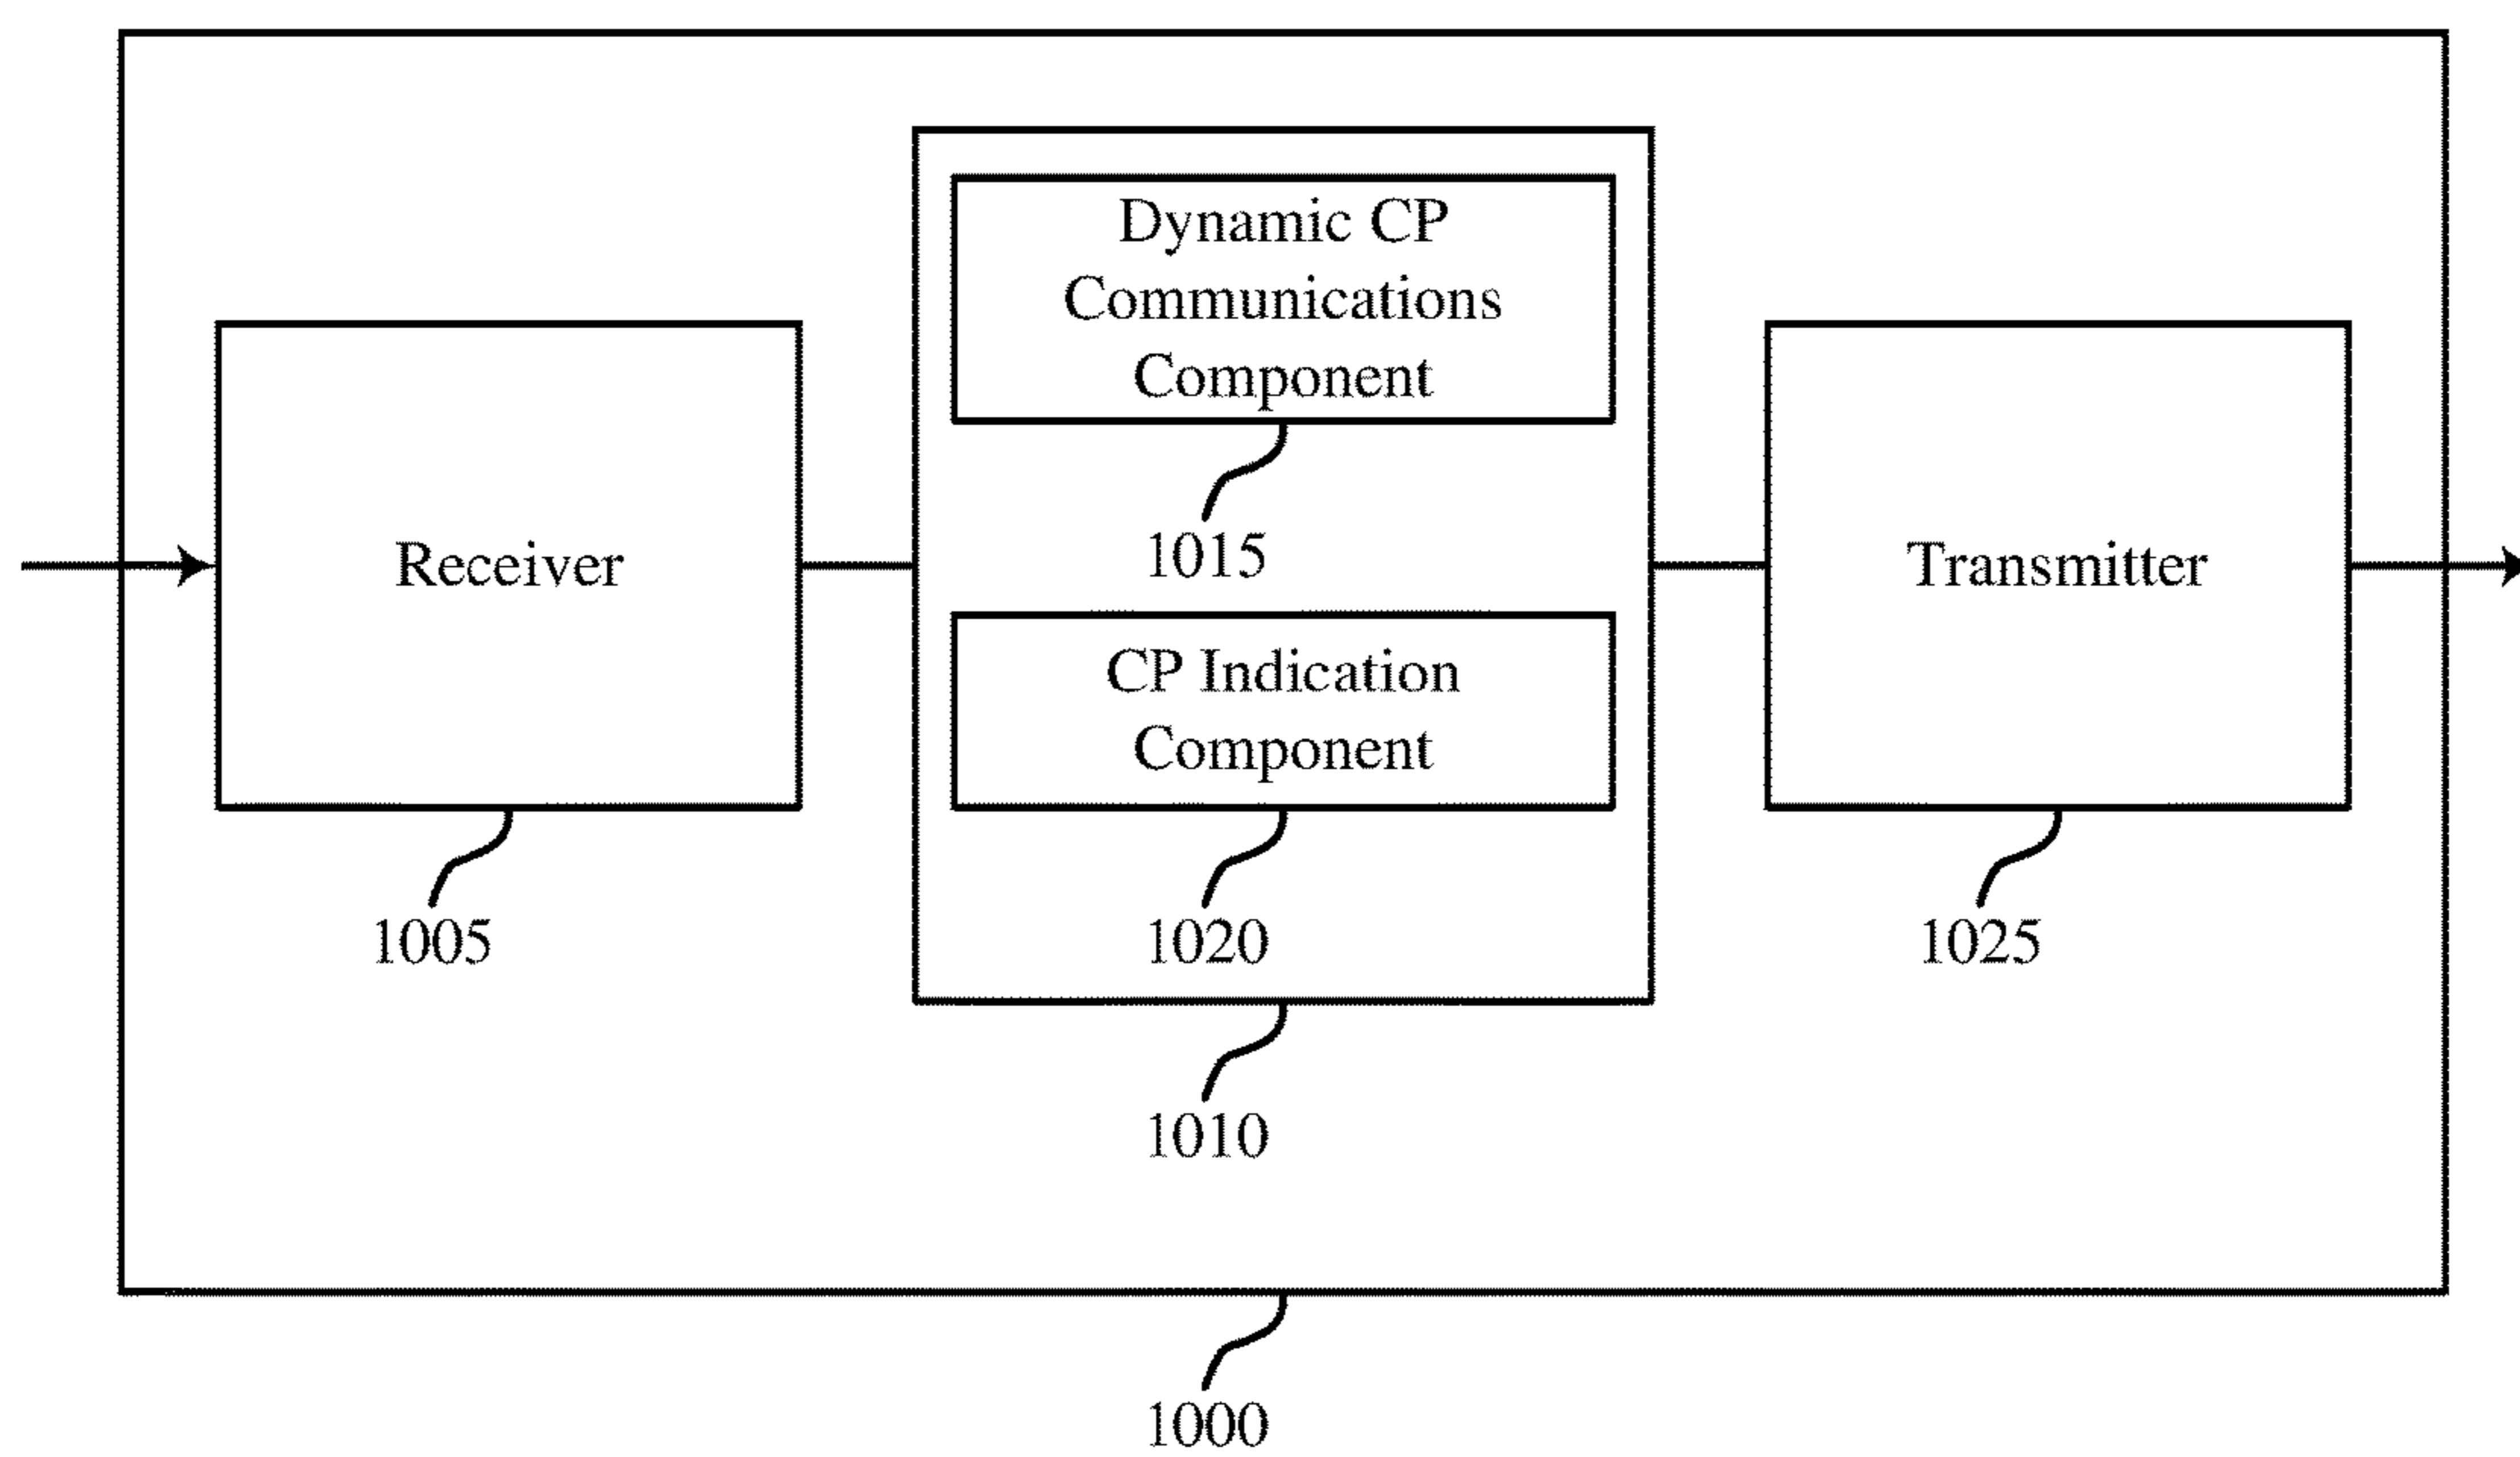 Dynamic CP
Communications
Component
1015
Receiver
1005
CP Indication
Component
1020
1010
Transmitter
1025
1000